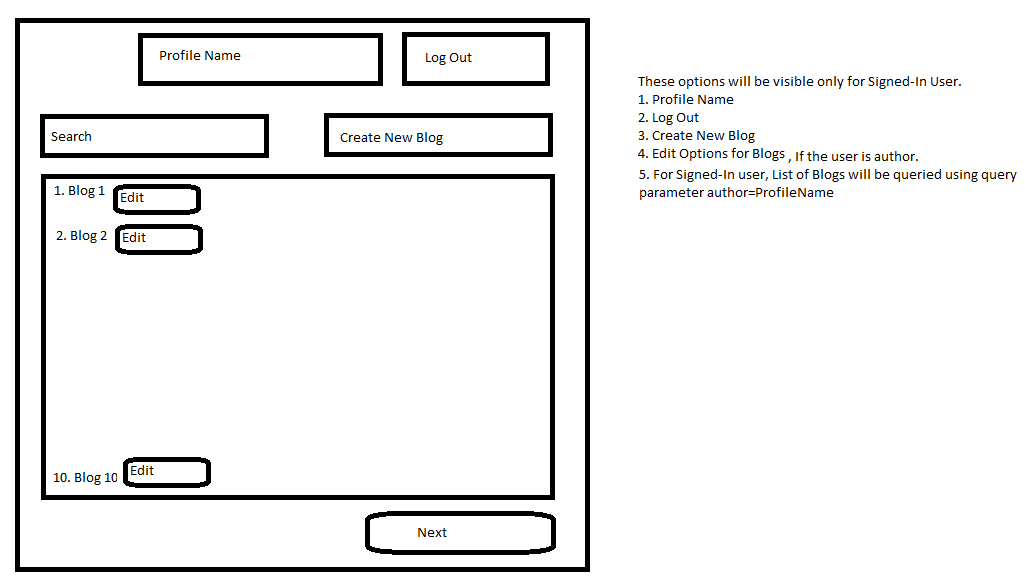 Profile Name
Log Out
Search
Create New Blog
1. Blog 1
Edit
2. Blog 2
Edit
10. Blog 10
Edit
Next
These options will be visible only for Signed-In User.
1. Profile Name
2. Log Out
3. Create New Blog
4. Edit Options for Blogs , If the user is author.
5. For Signed-In user, List of Blogs will be queried using query
parameter author=ProfileName